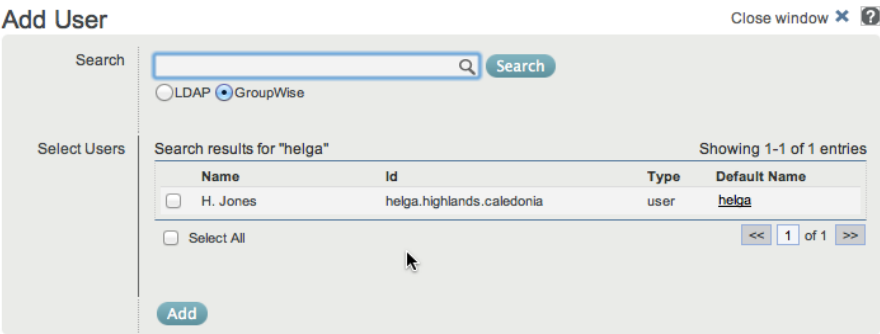 Add User
Close window ✕ ?
Search
Search
LDAP GroupWise
Select Users
Search results for "helga"
Showing 1-1 of 1 entries
Name Id Type Default Name
H. Jones helga.highlands.caledonia user helga
Select All
<< 1 of 1 >>
Add